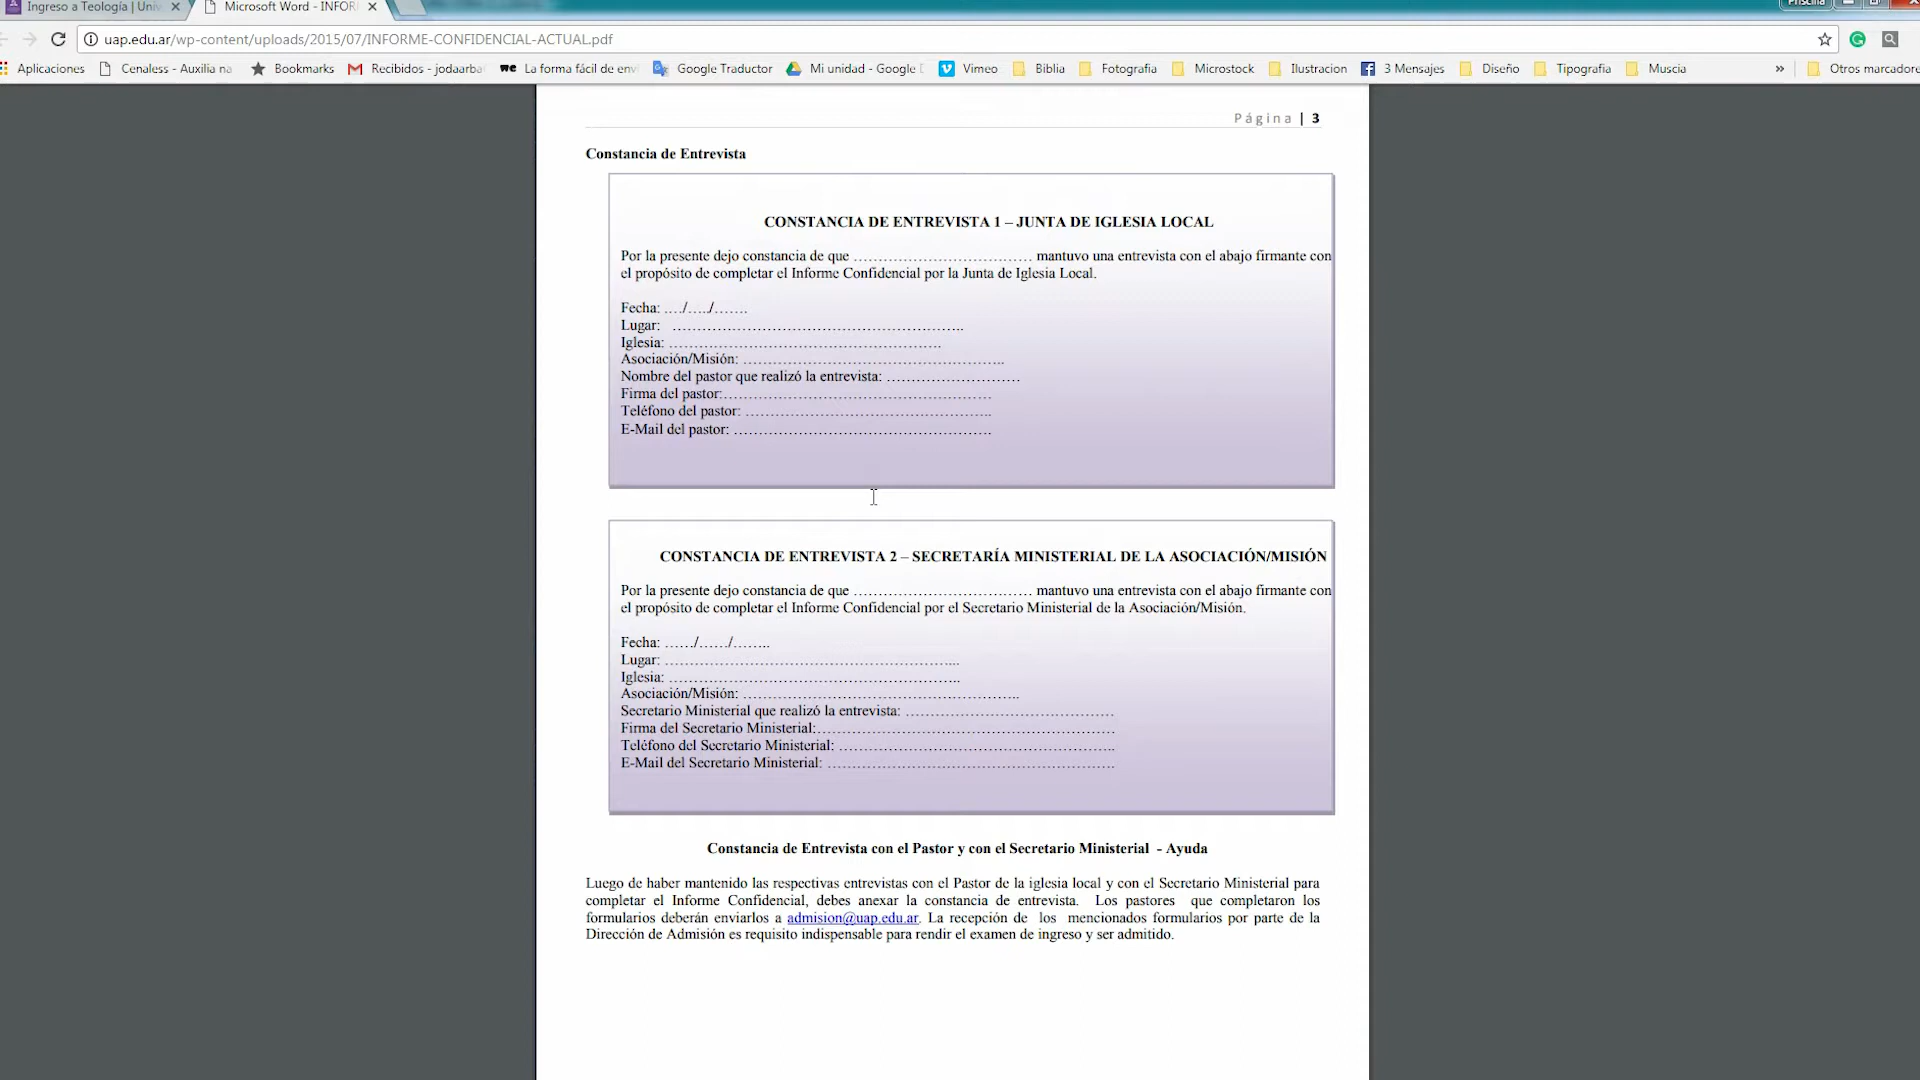 Ingreso a Teología | Uni
Microsoft Word - INFOR
Priscilla
uap.edu.ar/wp-content/uploads/2015/07/INFORME-CONFIDENCIAL-ACTUAL.pdf
Aplicaciones Cenaless - Auxilia na Bookmarks Recibidos - jodaarba we La forma fácil de env Google Traductor Mi unidad - Google Vimeo Biblia Fotografia Microstock Ilustracion 3 Mensajes Diseño Tipografia Muscia » Otros marcadore
Página | 3
Constancia de Entrevista
CONSTANCIA DE ENTREVISTA 1 – JUNTA DE IGLESIA LOCAL
Por la presente dejo constancia de que ……………………………… mantuvo una entrevista con el abajo firmante con
el propósito de completar el Informe Confidencial por la Junta de Iglesia Local.
Fecha: …./…../…….
Lugar: …………………………………………………..
Iglesia: ……………………………………………….
Asociación/Misión: ……………………………………………..
Nombre del pastor que realizó la entrevista: ………………………
Firma del pastor:………………………………………………
Teléfono del pastor: …………………………………………..
E-Mail del pastor: …………………………………………….
CONSTANCIA DE ENTREVISTA 2 – SECRETARÍA MINISTERIAL DE LA ASOCIACIÓN/MISIÓN
Por la presente dejo constancia de que ……………………………… mantuvo una entrevista con el abajo firmante con
el propósito de completar el Informe Confidencial por el Secretario Ministerial de la Asociación/Misión.
Fecha: ……/……/……..
Lugar: …………………………………………………...
Iglesia: …………………………………………………..
Asociación/Misión: ………………………………………………..
Secretario Ministerial que realizó la entrevista: ……………………………………
Firma del Secretario Ministerial:……………………………………………………
Teléfono del Secretario Ministerial: ………………………………………………..
E-Mail del Secretario Ministerial: ………………………………………………….
Constancia de Entrevista con el Pastor y con el Secretario Ministerial - Ayuda
Luego de haber mantenido las respectivas entrevistas con el Pastor de la iglesia local y con el Secretario Ministerial para
completar el Informe Confidencial, debes anexar la constancia de entrevista. Los pastores que completaron los
formularios deberán enviarlos a admision@uap.edu.ar. La recepción de los mencionados formularios por parte de la
Dirección de Admisión es requisito indispensable para rendir el examen de ingreso y ser admitido.